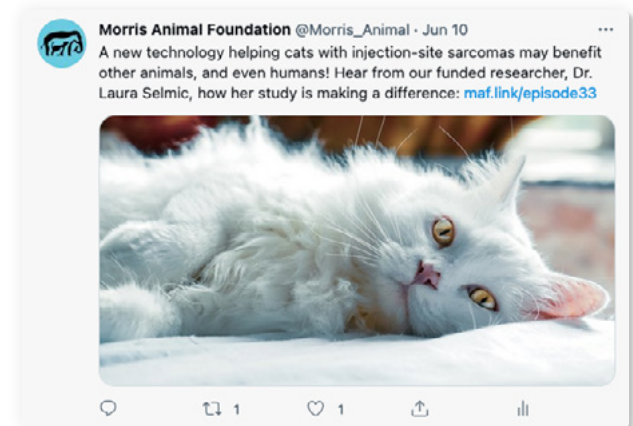 Morris Animal Foundation @Morris_Animal · Jun 10
A new technology helping cats with injection-site sarcomas may benefit
other animals, and even humans! Hear from our funded researcher, Dr.
Laura Selmic, how her study is making a difference: maf.link/episode33
1 1